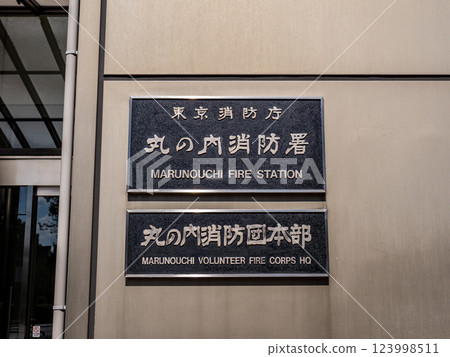 東京消防庁
丸の内消防署
MARUNOUCHI FIRE STATION
丸の内消防団本部
MARUNOUCHI VOLUNTEER FIRE CORPS HQ
pixta.jp - 123998511